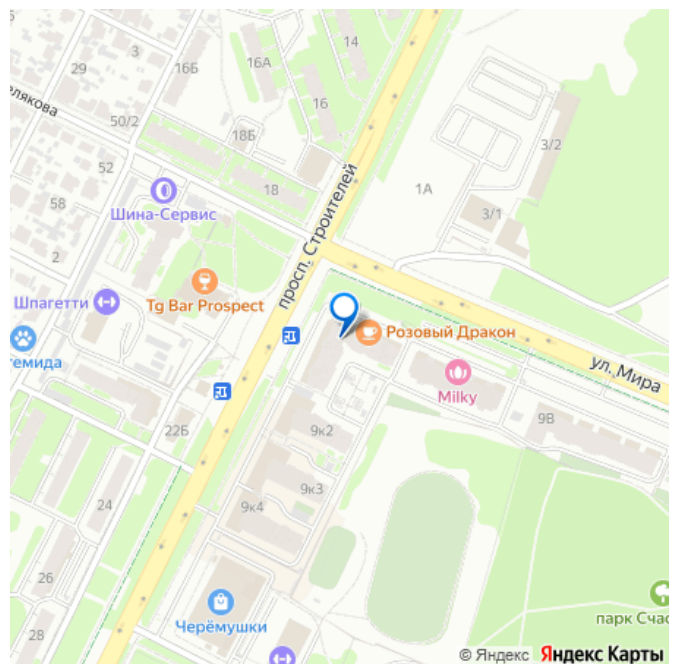 14
3
16Б
16А
29
елякова
16
50/2
18Б
3/2
52
18
1А
58
Шина-Сервис
3/1
просп. Строителей
2
Шпагетти
Tg Bar Prospect
Розовый Дракон
темида
ул. Мира
Milky
9В
22Б
9к2
9к3
24
9к4
26
парк Счас
Черёмушки
28
© Яндекс Яндекс Карты